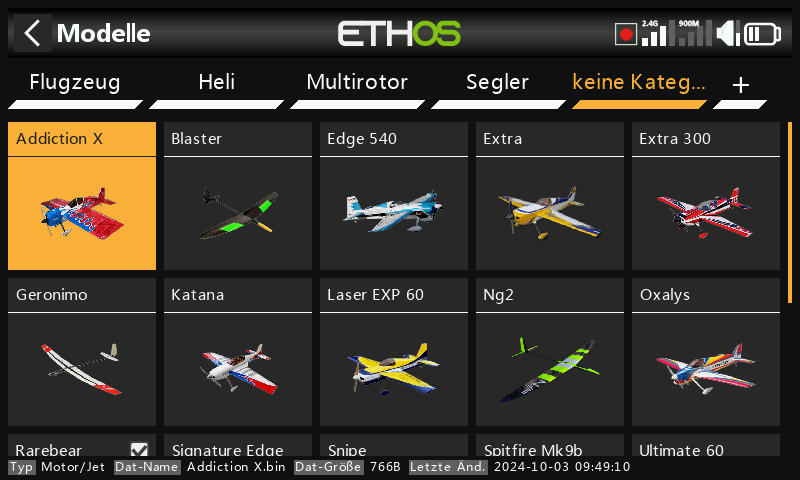 Modelle ETHOS 2.4G 900M
Flugzeug Heli Multirotor Segler keine Kateg... +
Addiction X Blaster Edge 540 Extra Extra 300
Geronimo Katana Laser EXP 60 Ng2 Oxalys
Rarebear Signature Edge Snipe Spitfire Mk9b Ultimate 60
Typ Motor/Jet Dat-Name Addiction X.bin Dat-Größe 766B Letzte Änd. 2024-10-03 09:49:10